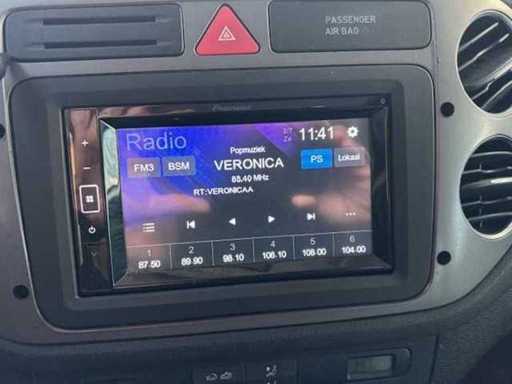 PASSENGER
AIR BAG
Pioneer
Radio
11:41
Popmuziek
FM3
BSM
VERONICA
PS
Lokaal
88.40 MHz
RT:VERONICAA
1 2 3 4 5 6
87.50 89.90 98.10 106.10 108.00 104.00